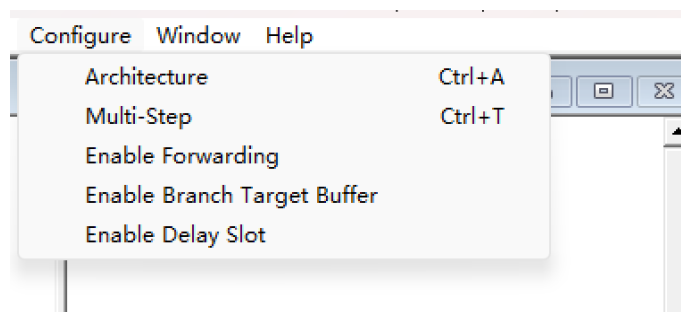 Configure Window Help
Architecture Ctrl+A
Multi-Step Ctrl+T
Enable Forwarding
Enable Branch Target Buffer
Enable Delay Slot